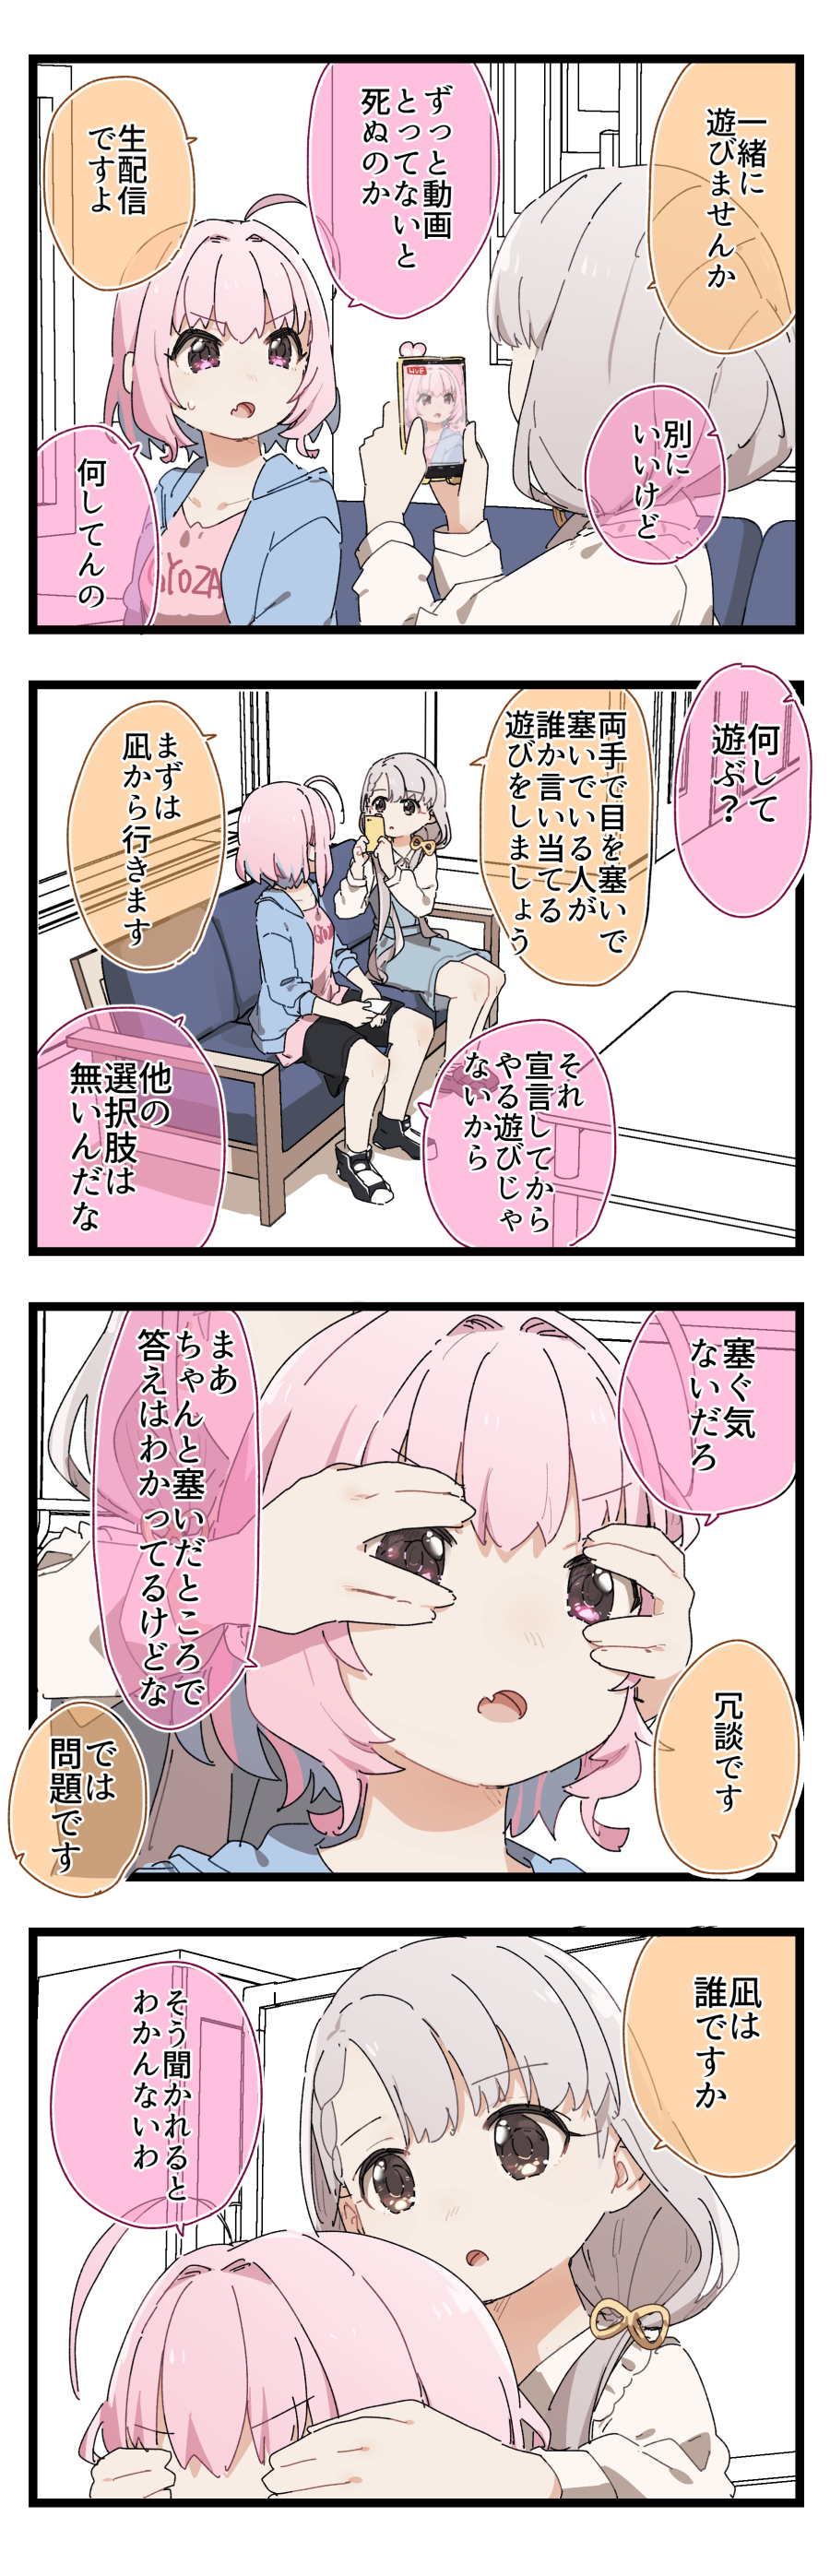 一緒に
遊びませんか
別に
いいけど
ずっと動画
とってないと
死ぬのか
生配信
ですよ
何してんの
LIVE
GYOZA
何して
遊ぶ?
両手で目を塞いで
塞いでいる人が
誰か言い当てる
遊びをしましょう
それ
宣言してから
やる遊びじゃ
ないから
まずは
凪から行きます
他の
選択肢は
無いんだな
塞ぐ気
ないだろ
冗談です
まあ
ちゃんと塞いだところで
答えはわかってるけどな
では
問題です
凪は
誰ですか
そう聞かれると
わかんないわ